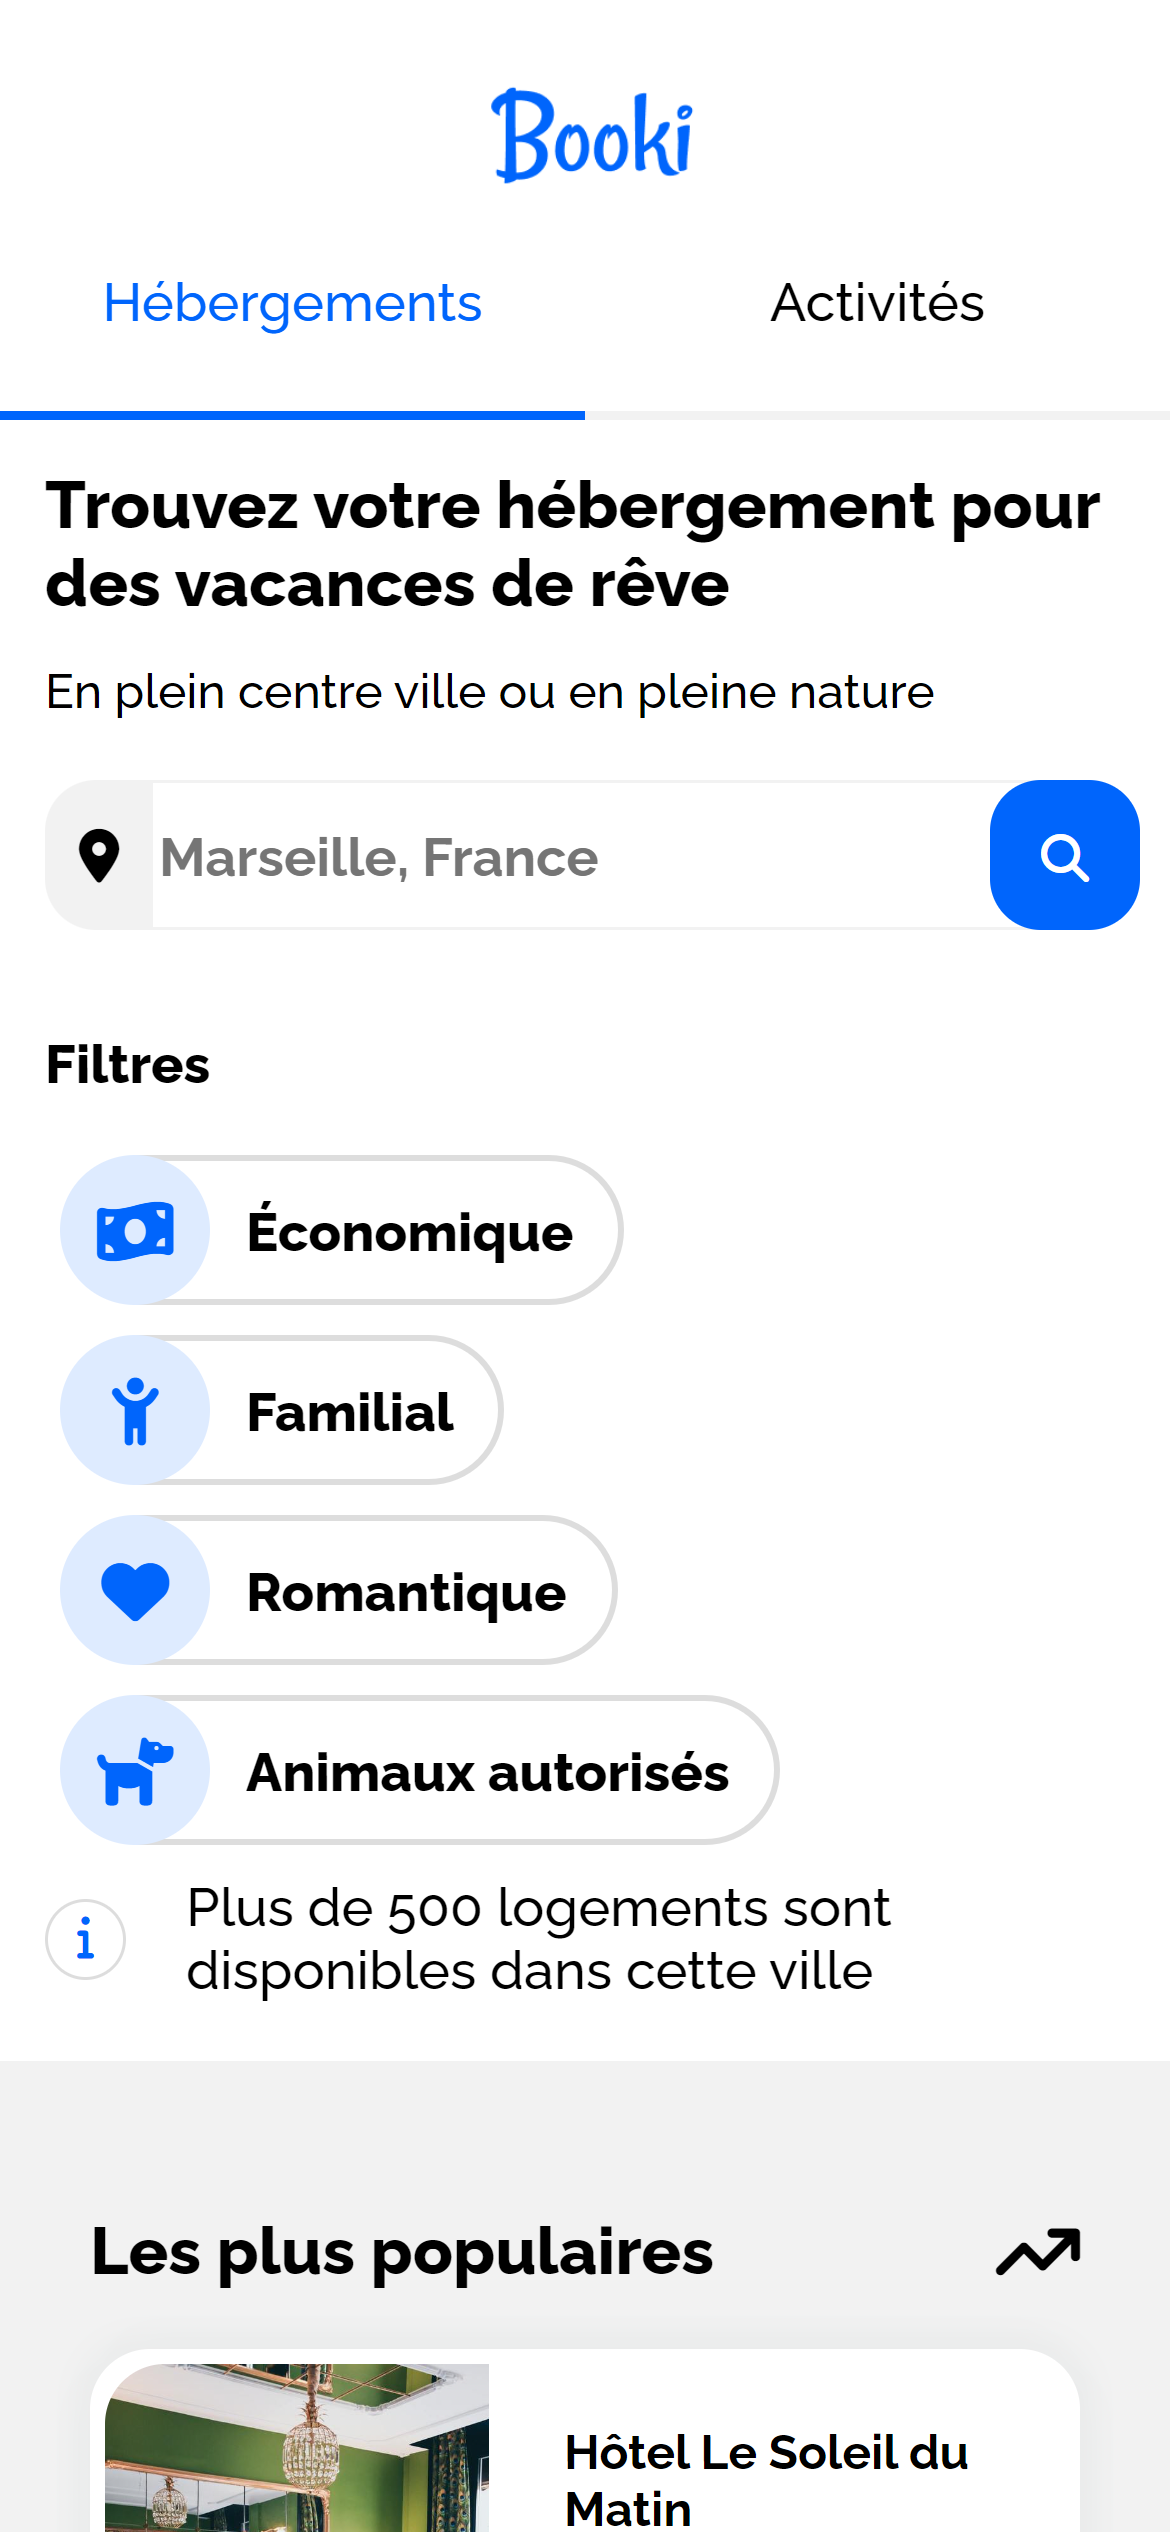 Booki
Hébergements
Activités
Trouvez votre hébergement pour
des vacances de rêve
En plein centre ville ou en pleine nature
Marseille, France
Filtres
Économique
Familial
Romantique
Animaux autorisés
Plus de 500 logements sont
disponibles dans cette ville
Les plus populaires
Hôtel Le Soleil du
Matin